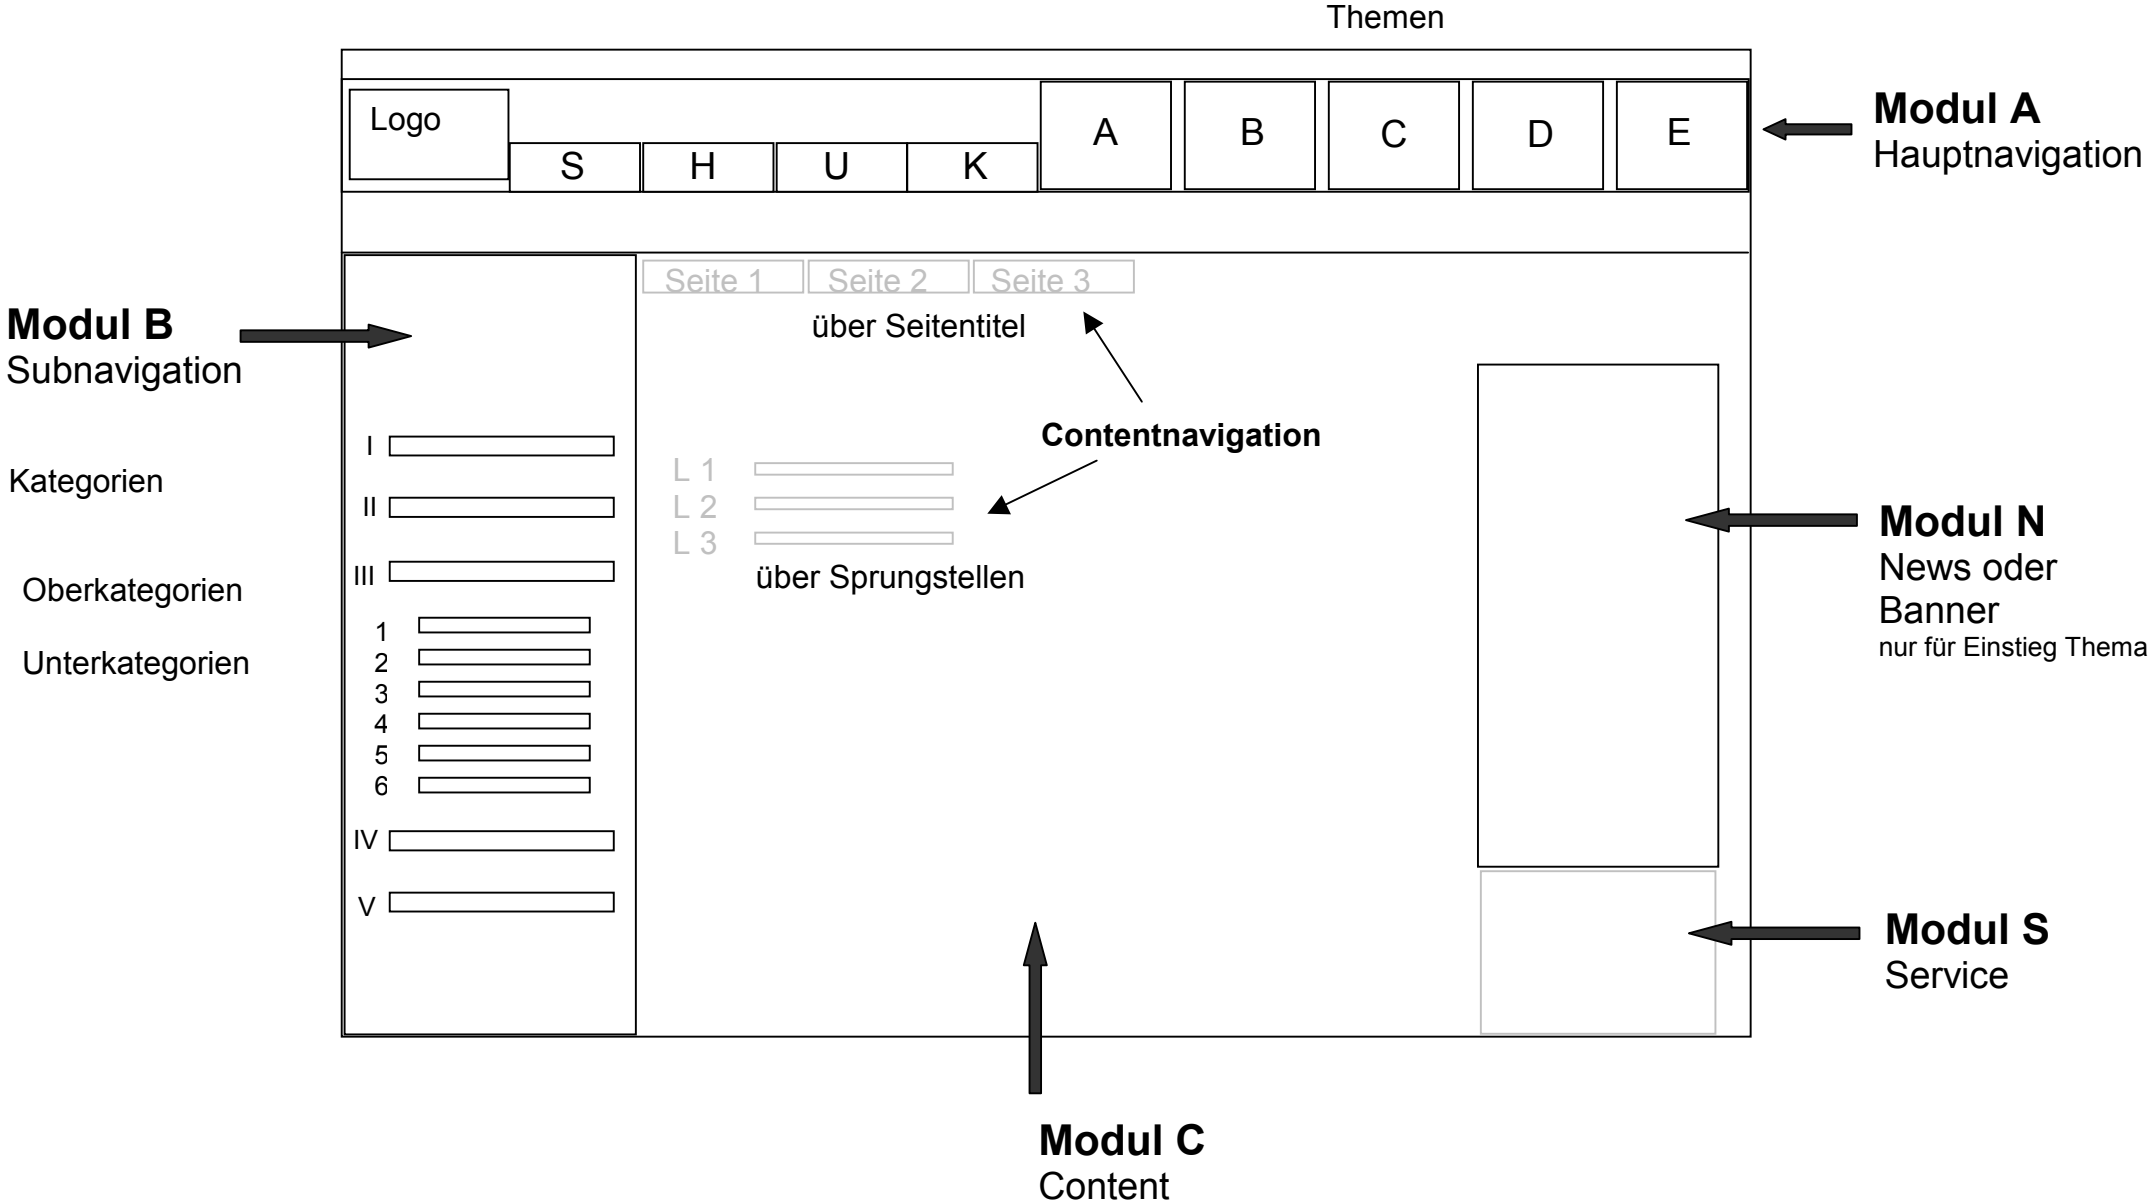 Themen
Logo
S H U K
A B C D E
Modul A
Hauptnavigation
Seite 1 Seite 2 Seite 3
über Seitentitel
Modul B
Subnavigation
Contentnavigation
I
II
III
1
2
3
4
5
6
IV
V
Kategorien
Oberkategorien
Unterkategorien
L 1
L 2
L 3
über Sprungstellen
Modul N
News oder
Banner
nur für Einstieg Thema
Modul S
Service
Modul C
Content